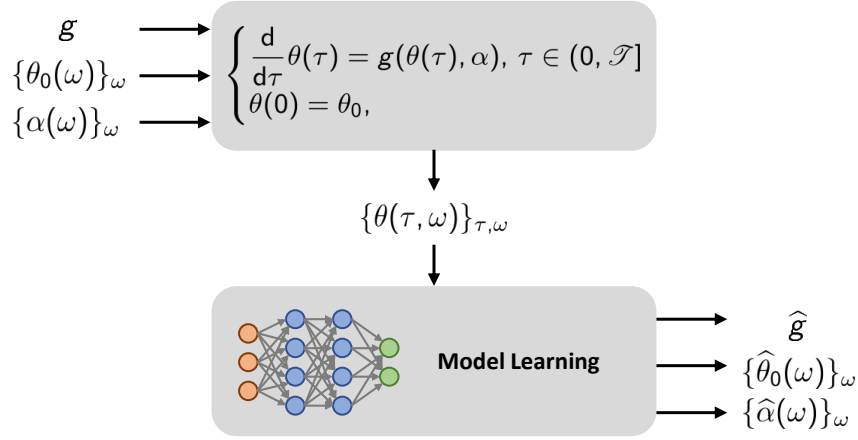 g
{θ₀(ω)}_ω
{α(ω)}_ω
d/dτ θ(τ) = g(θ(τ), α), τ ∈ (0, 𝒯]
θ(0) = θ₀,
{θ(τ, ω)}_{τ,ω}
Model Learning
ĝ
{θ̂₀(ω)}_ω
{α̂(ω)}_ω